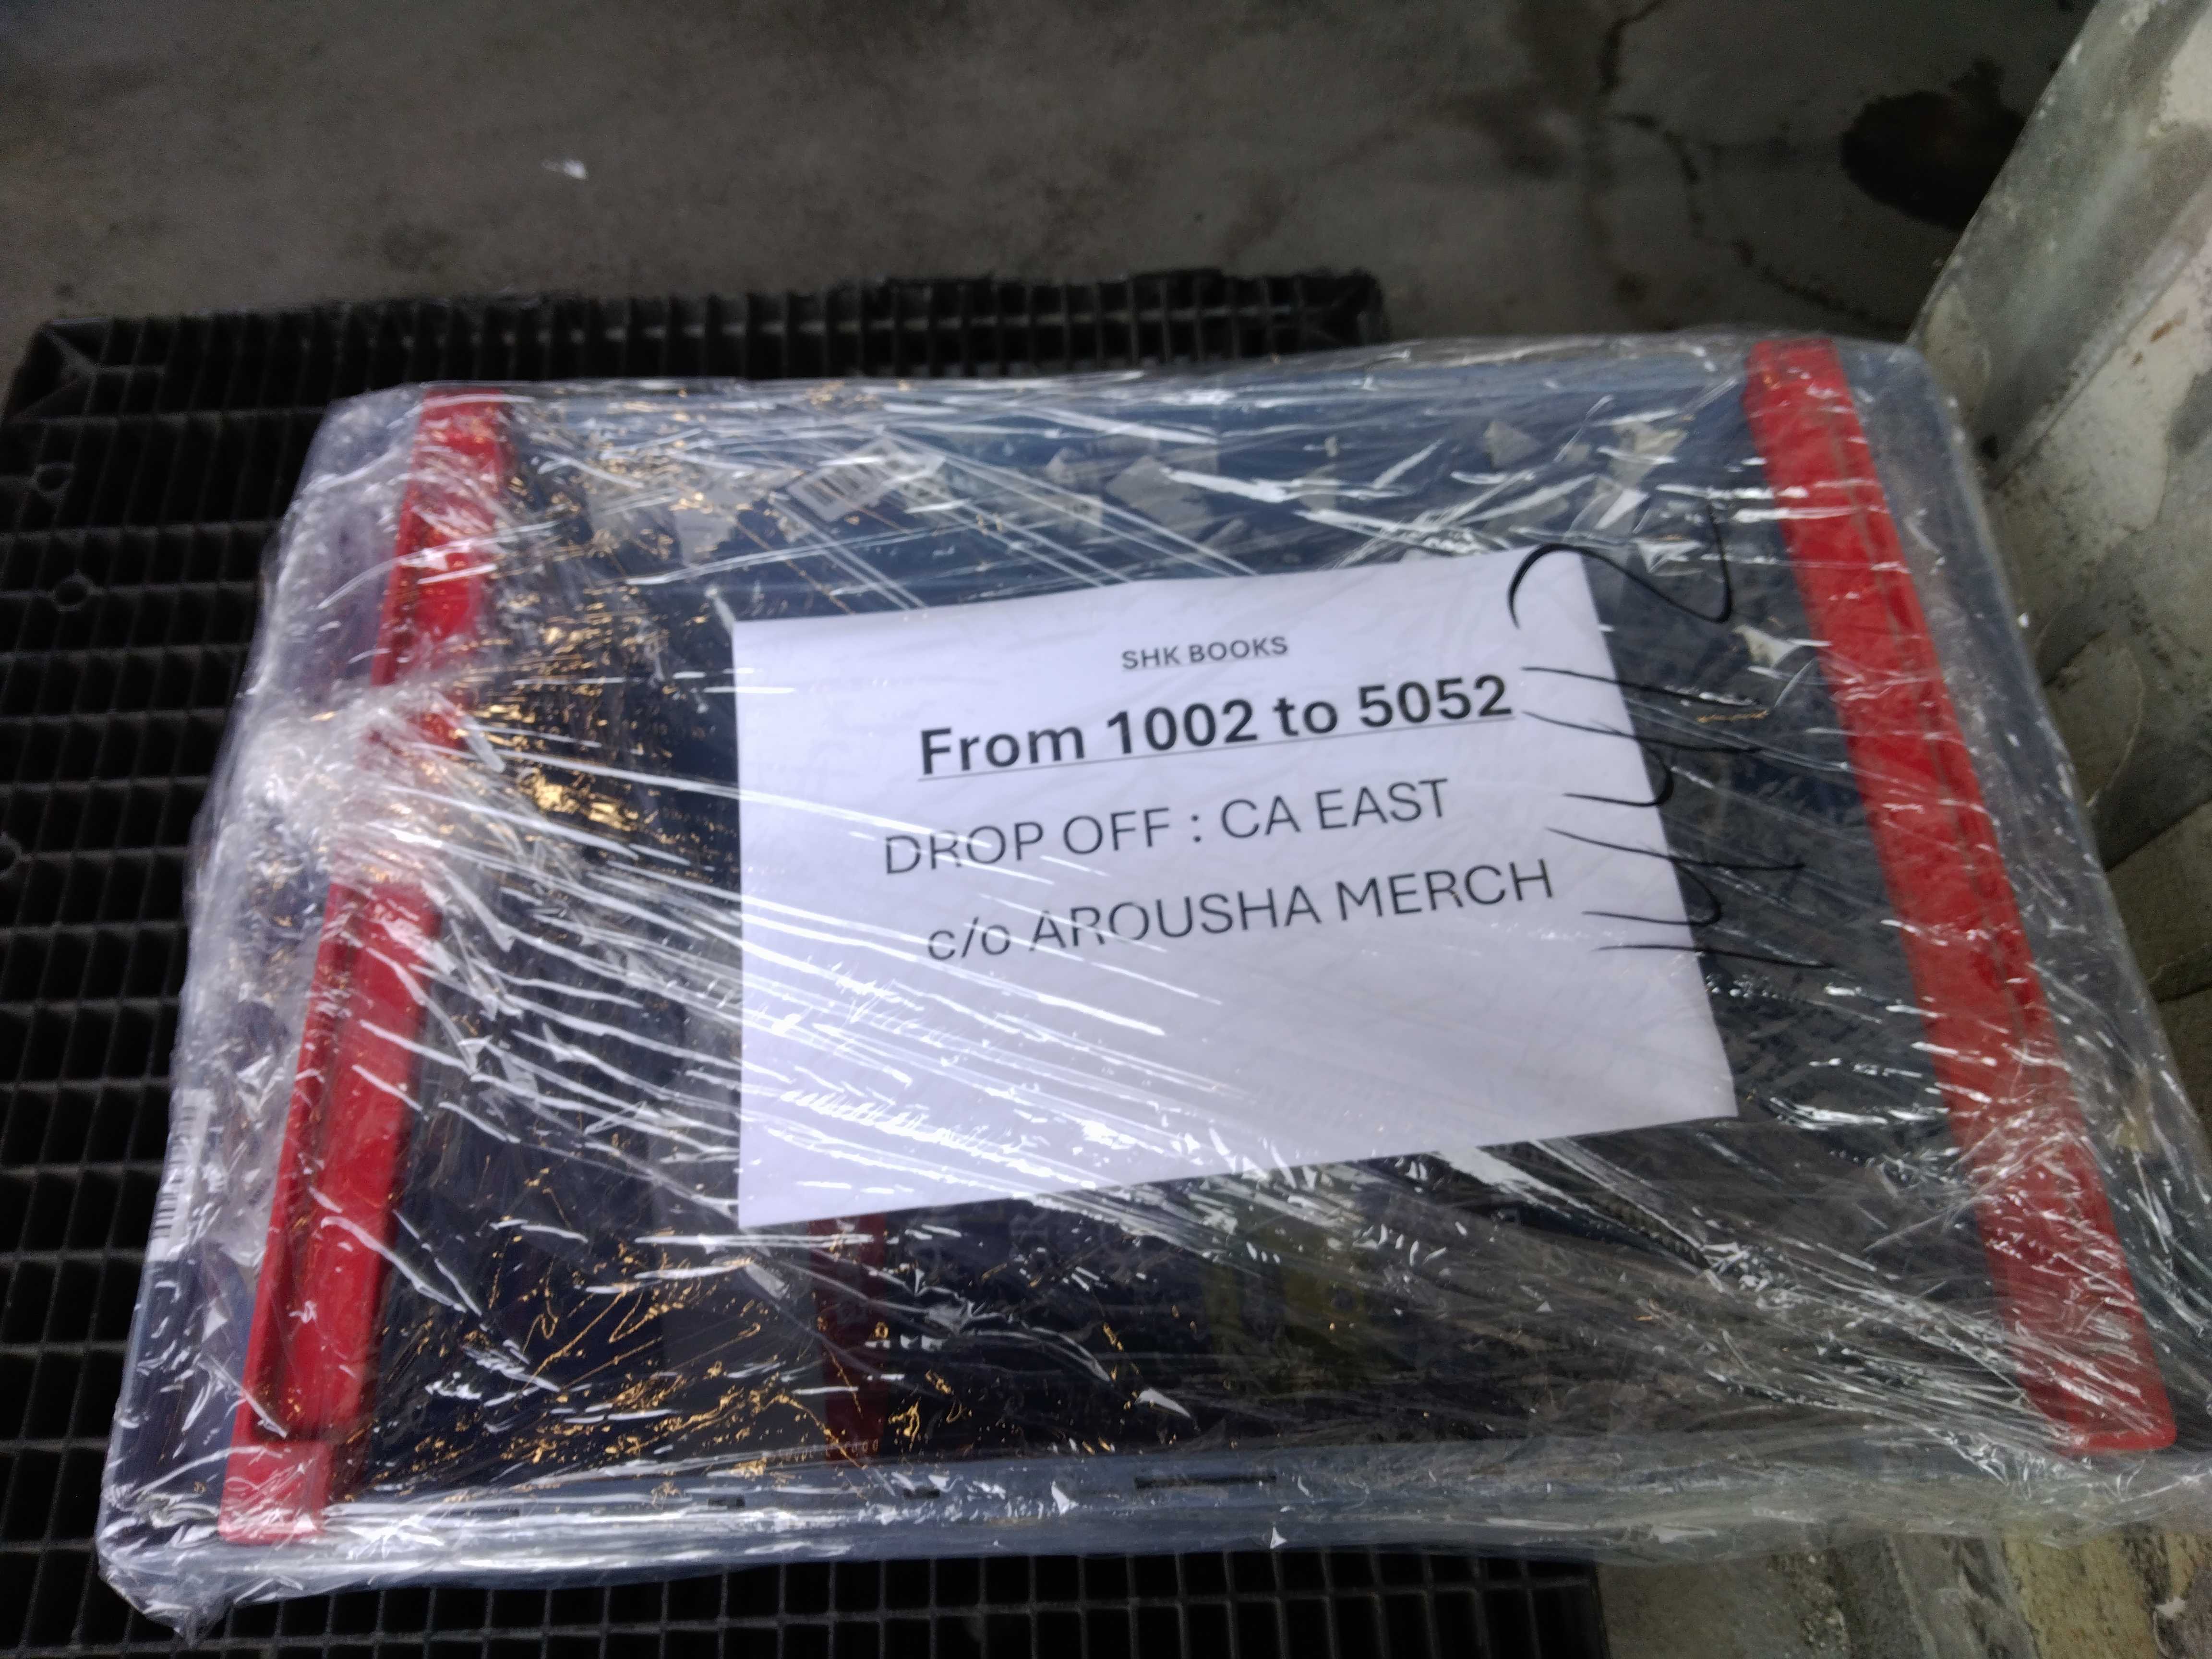 SHK BOOKS
From 1002 to 5052
DROP OFF : CA EAST
c/o AROUSHA MERCH